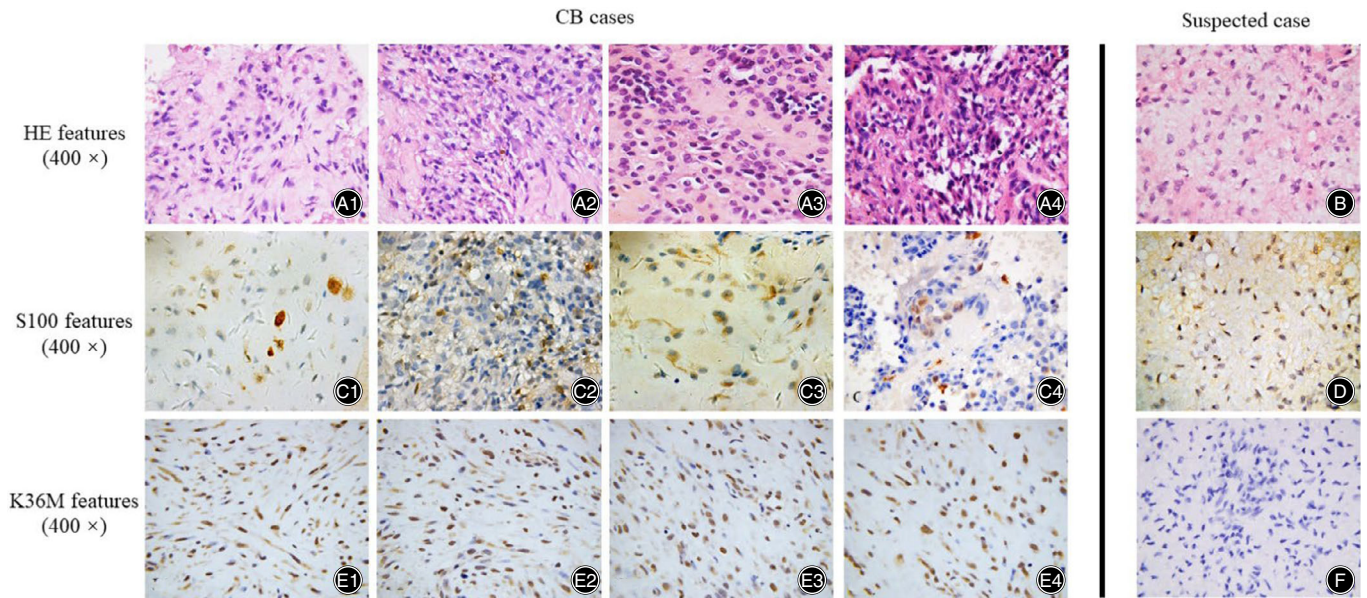 CB cases
Suspected case
HE features
(400 ×)
A1
A2
A3
A4
B
S100 features
(400 ×)
C1
C2
C3
C
C4
D
K36M features
(400 ×)
E1
E2
E3
E4
F